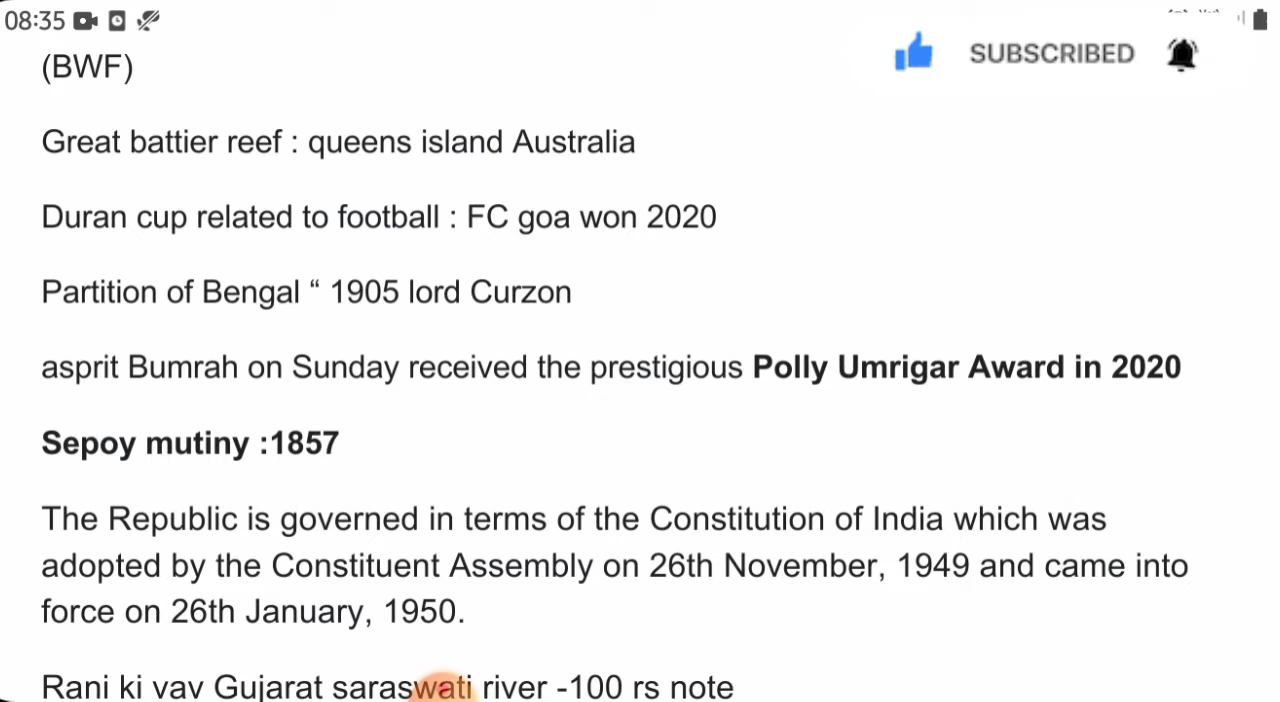 08:35
SUBSCRIBED
(BWF)
Great battier reef : queens island Australia
Duran cup related to football : FC goa won 2020
Partition of Bengal “ 1905 lord Curzon
asprit Bumrah on Sunday received the prestigious Polly Umrigar Award in 2020
Sepoy mutiny :1857
The Republic is governed in terms of the Constitution of India which was
adopted by the Constituent Assembly on 26th November, 1949 and came into
force on 26th January, 1950.
Rani ki vav Gujarat saraswati river -100 rs note